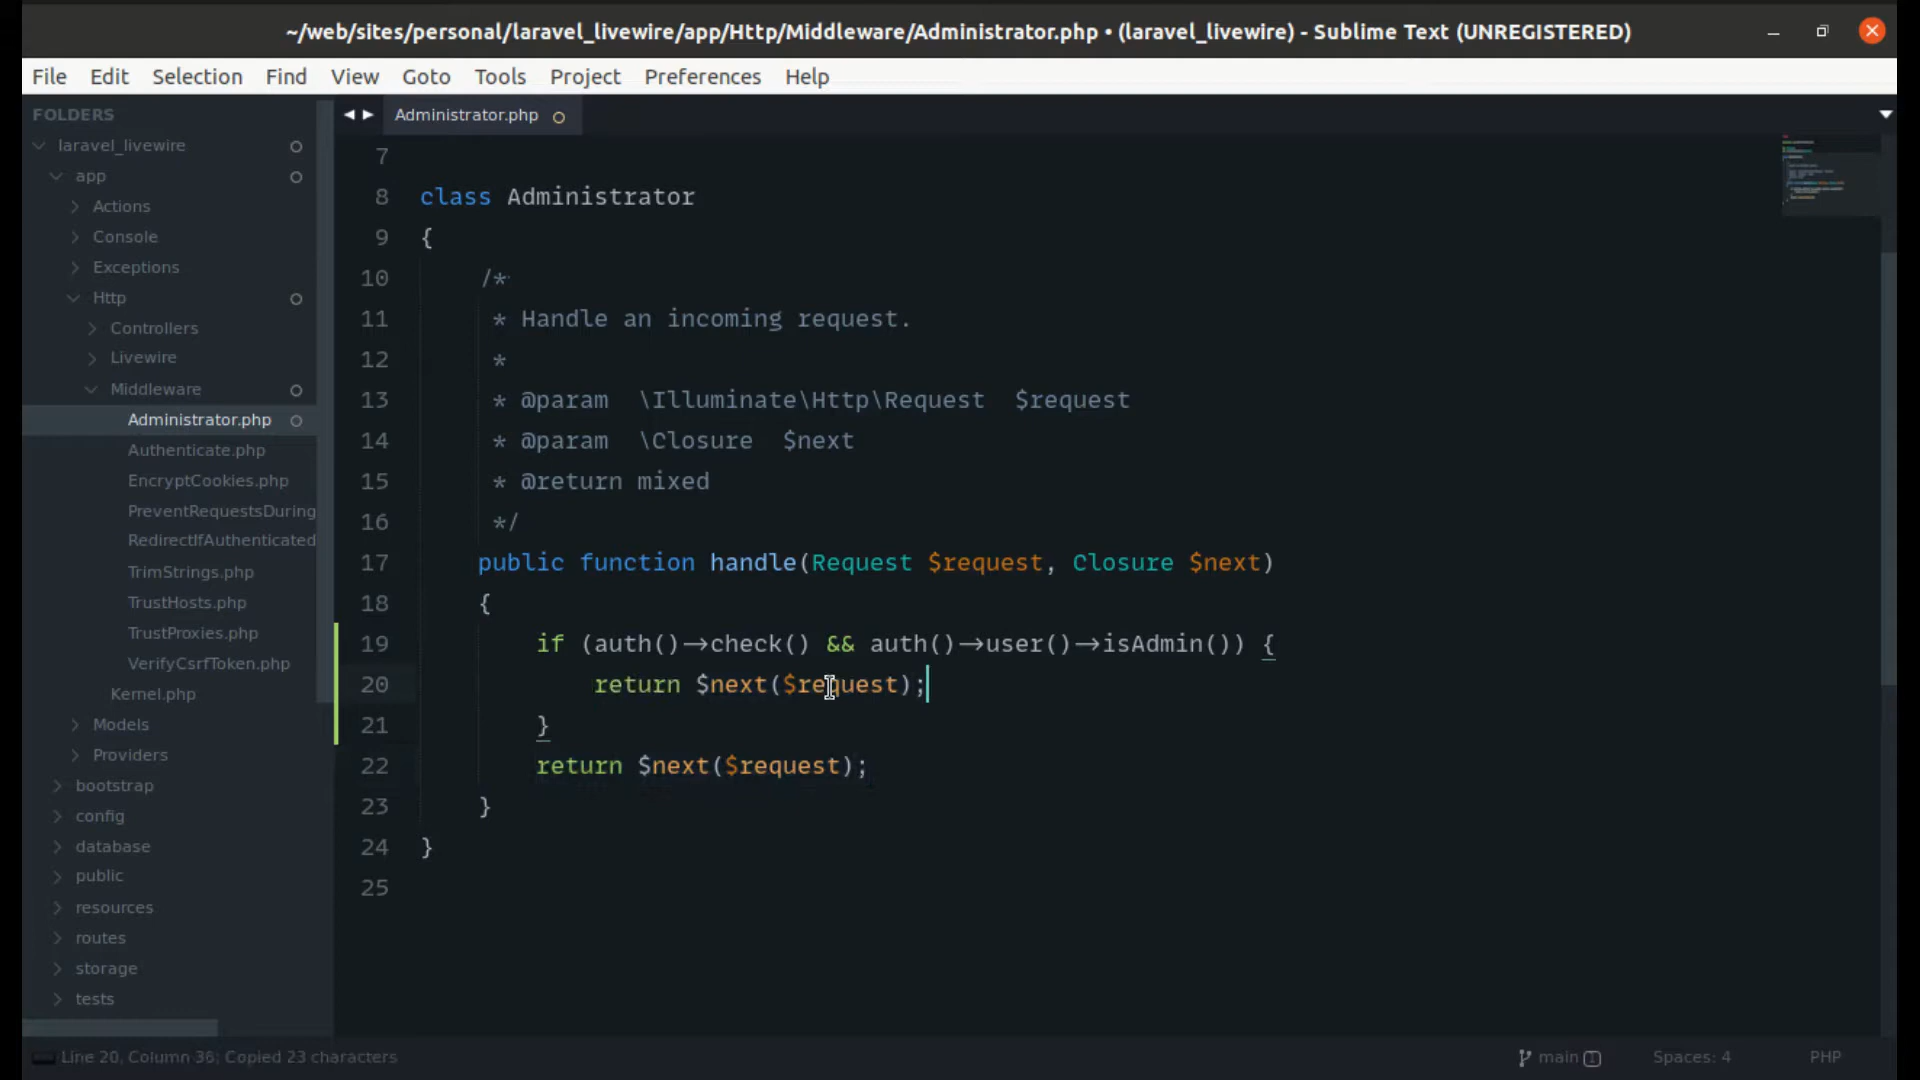 ~/web/sites/personal/laravel_livewire/app/Http/Middleware/Administrator.php • (laravel_livewire) - Sublime Text (UNREGISTERED)
File Edit Selection Find View Goto Tools Project Preferences Help
FOLDERS
laravel_livewire
app
Actions
Console
Exceptions
Http
Controllers
Livewire
Middleware
Administrator.php
Authenticate.php
EncryptCookies.php
PreventRequestsDuring
RedirectIfAuthenticated
TrimStrings.php
TrustHosts.php
TrustProxies.php
VerifyCsrfToken.php
Kernel.php
Models
Providers
bootstrap
config
database
public
resources
routes
storage
tests
Administrator.php
7
8 class Administrator
9 {
10 /*
11 * Handle an incoming request.
12 *
13 * @param \Illuminate\Http\Request $request
14 * @param \Closure $next
15 * @return mixed
16 */
17 public function handle(Request $request, Closure $next)
18 {
19 if (auth()->check() && auth()->user()->isAdmin()) {
20 return $next($request);
21 }
22 return $next($request);
23 }
24 }
25
Line 20, Column 36; Copied 23 characters main 1 Spaces: 4 PHP